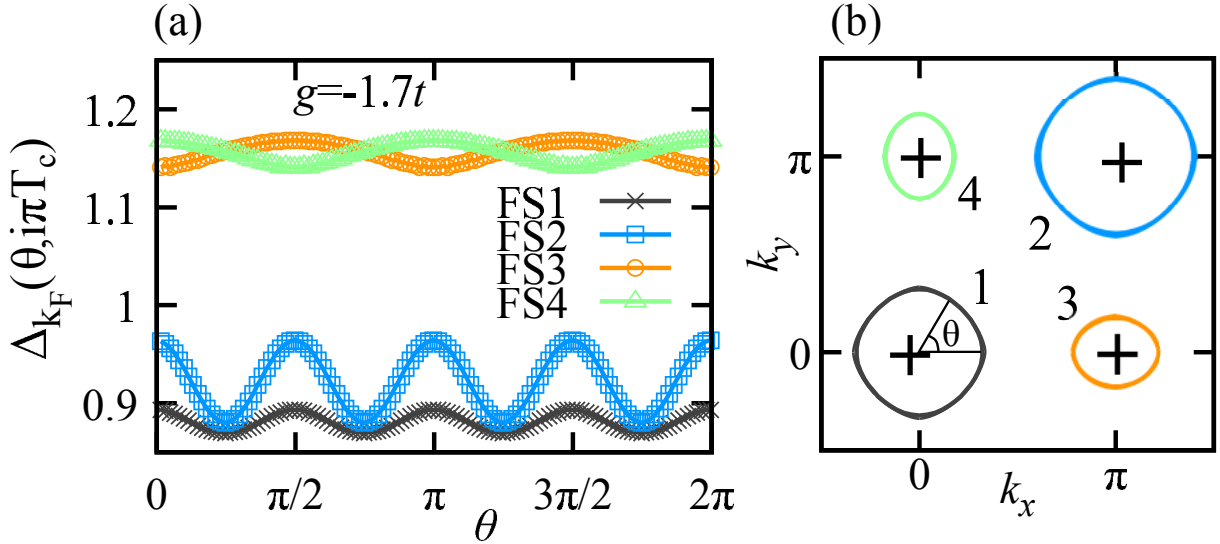 (a)
g=-1.7t
Δ_{k_F}(θ,iπT_c)
1.2
1.1
1
0.9
FS1
FS2
FS3
FS4
0 π/2 π 3π/2 2π
θ
(b)
k_y
π
0
4
2
1
3
θ
+ + + +
0 π
k_x